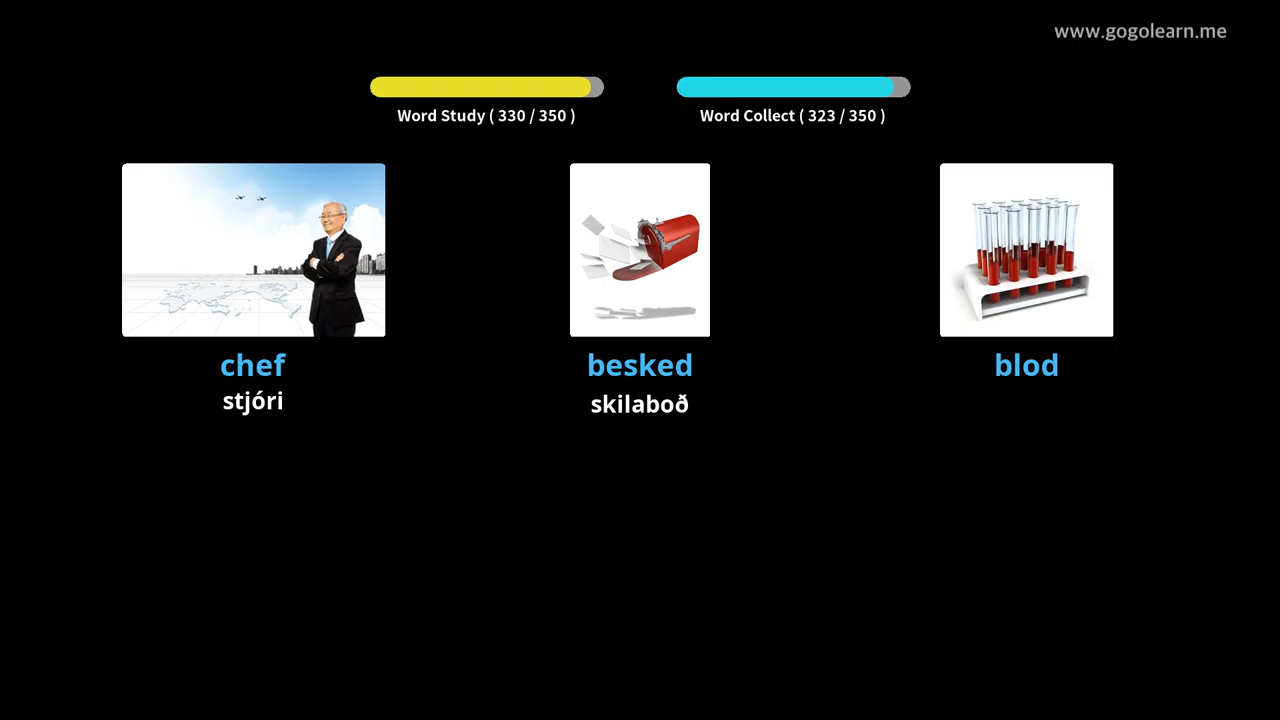 www.gogolearn.me
Word Study ( 330 / 350 )
Word Collect ( 323 / 350 )
chef
stjóri
besked
skilaboð
blod